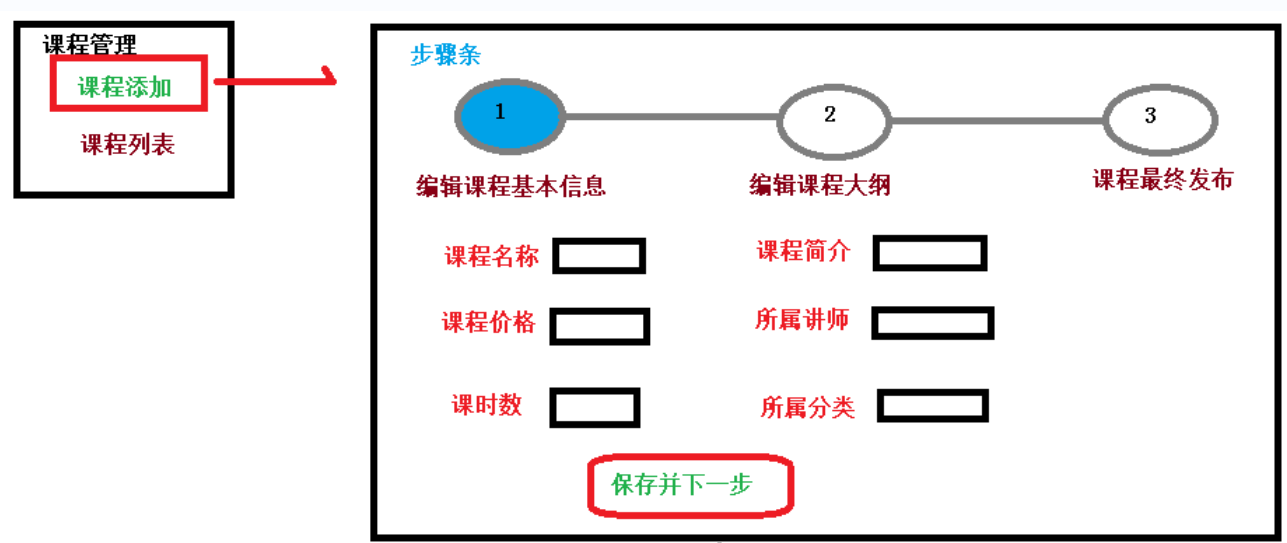 课程管理
课程添加
课程列表
步骤条
1
2
3
编辑课程基本信息
编辑课程大纲
课程最终发布
课程名称
课程简介
课程价格
所属讲师
课时数
所属分类
保存并下一步